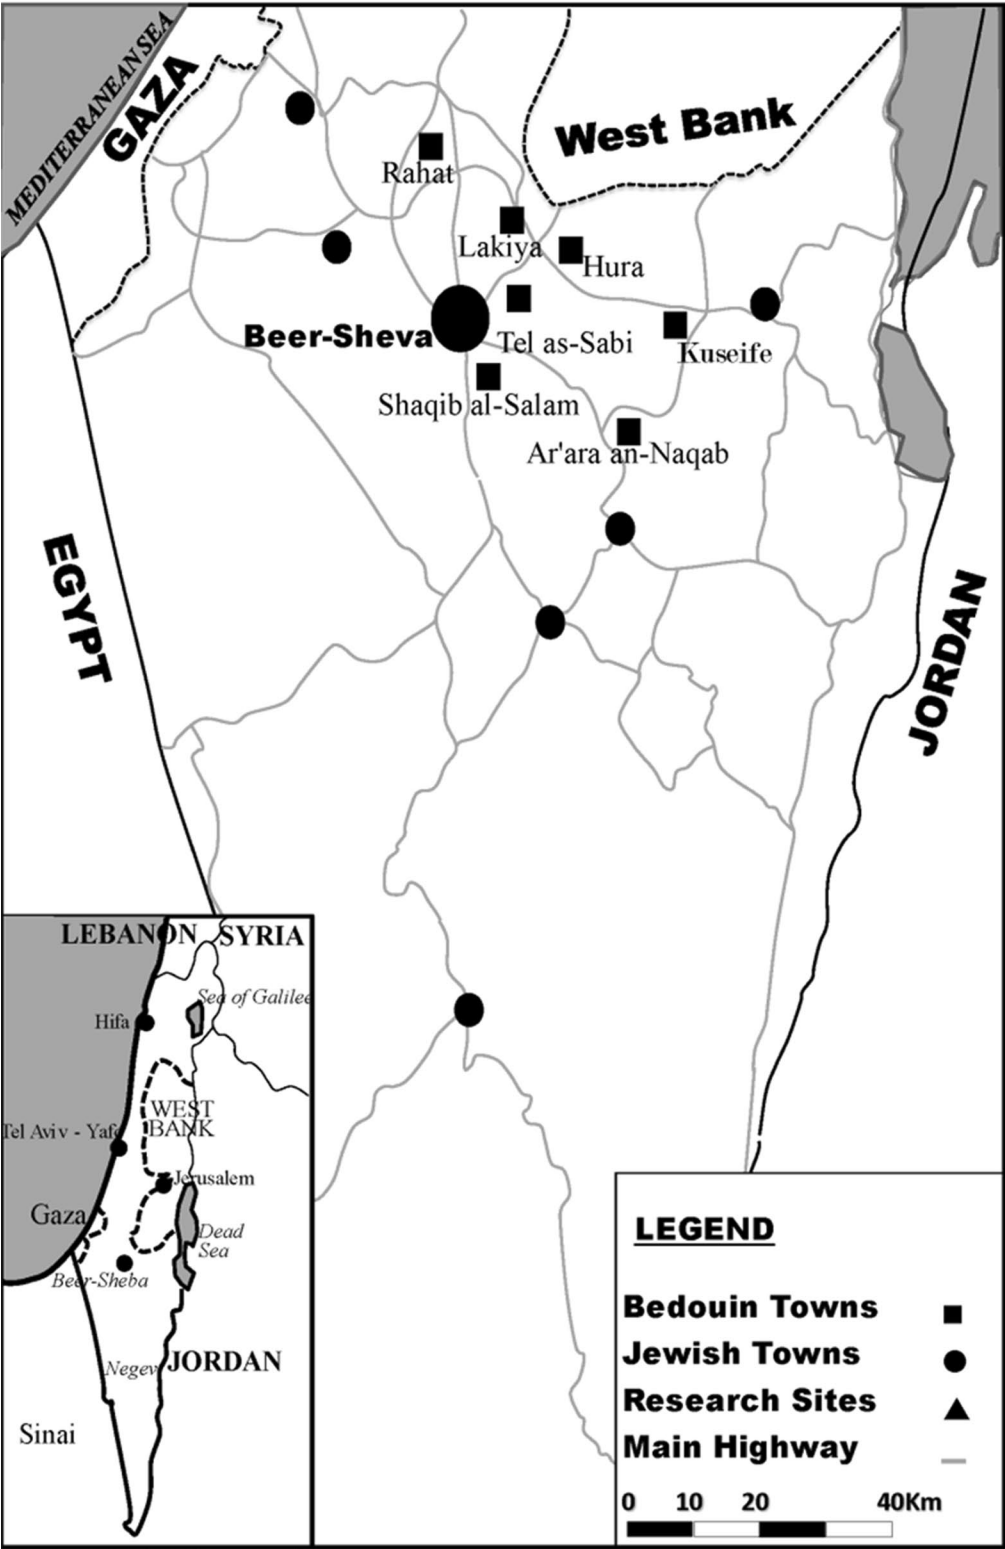 MEDITERRANEAN SEA
GAZA
West Bank
Rahat
Lakiya
Hura
Beer-Sheva
Tel as-Sabi
Kuseife
Shaqib al-Salam
Ar'ara an-Naqab
EGYPT
JORDAN
LEBANON SYRIA
Sea of Galilee
Hifa
WEST
BANK
Tel Aviv - Yafo
Jerusalem
Gaza
Dead
Sea
Beer-Sheba
Negev
JORDAN
Sinai
LEGEND
Bedouin Towns
Jewish Towns
Research Sites
Main Highway
0 10 20 40Km